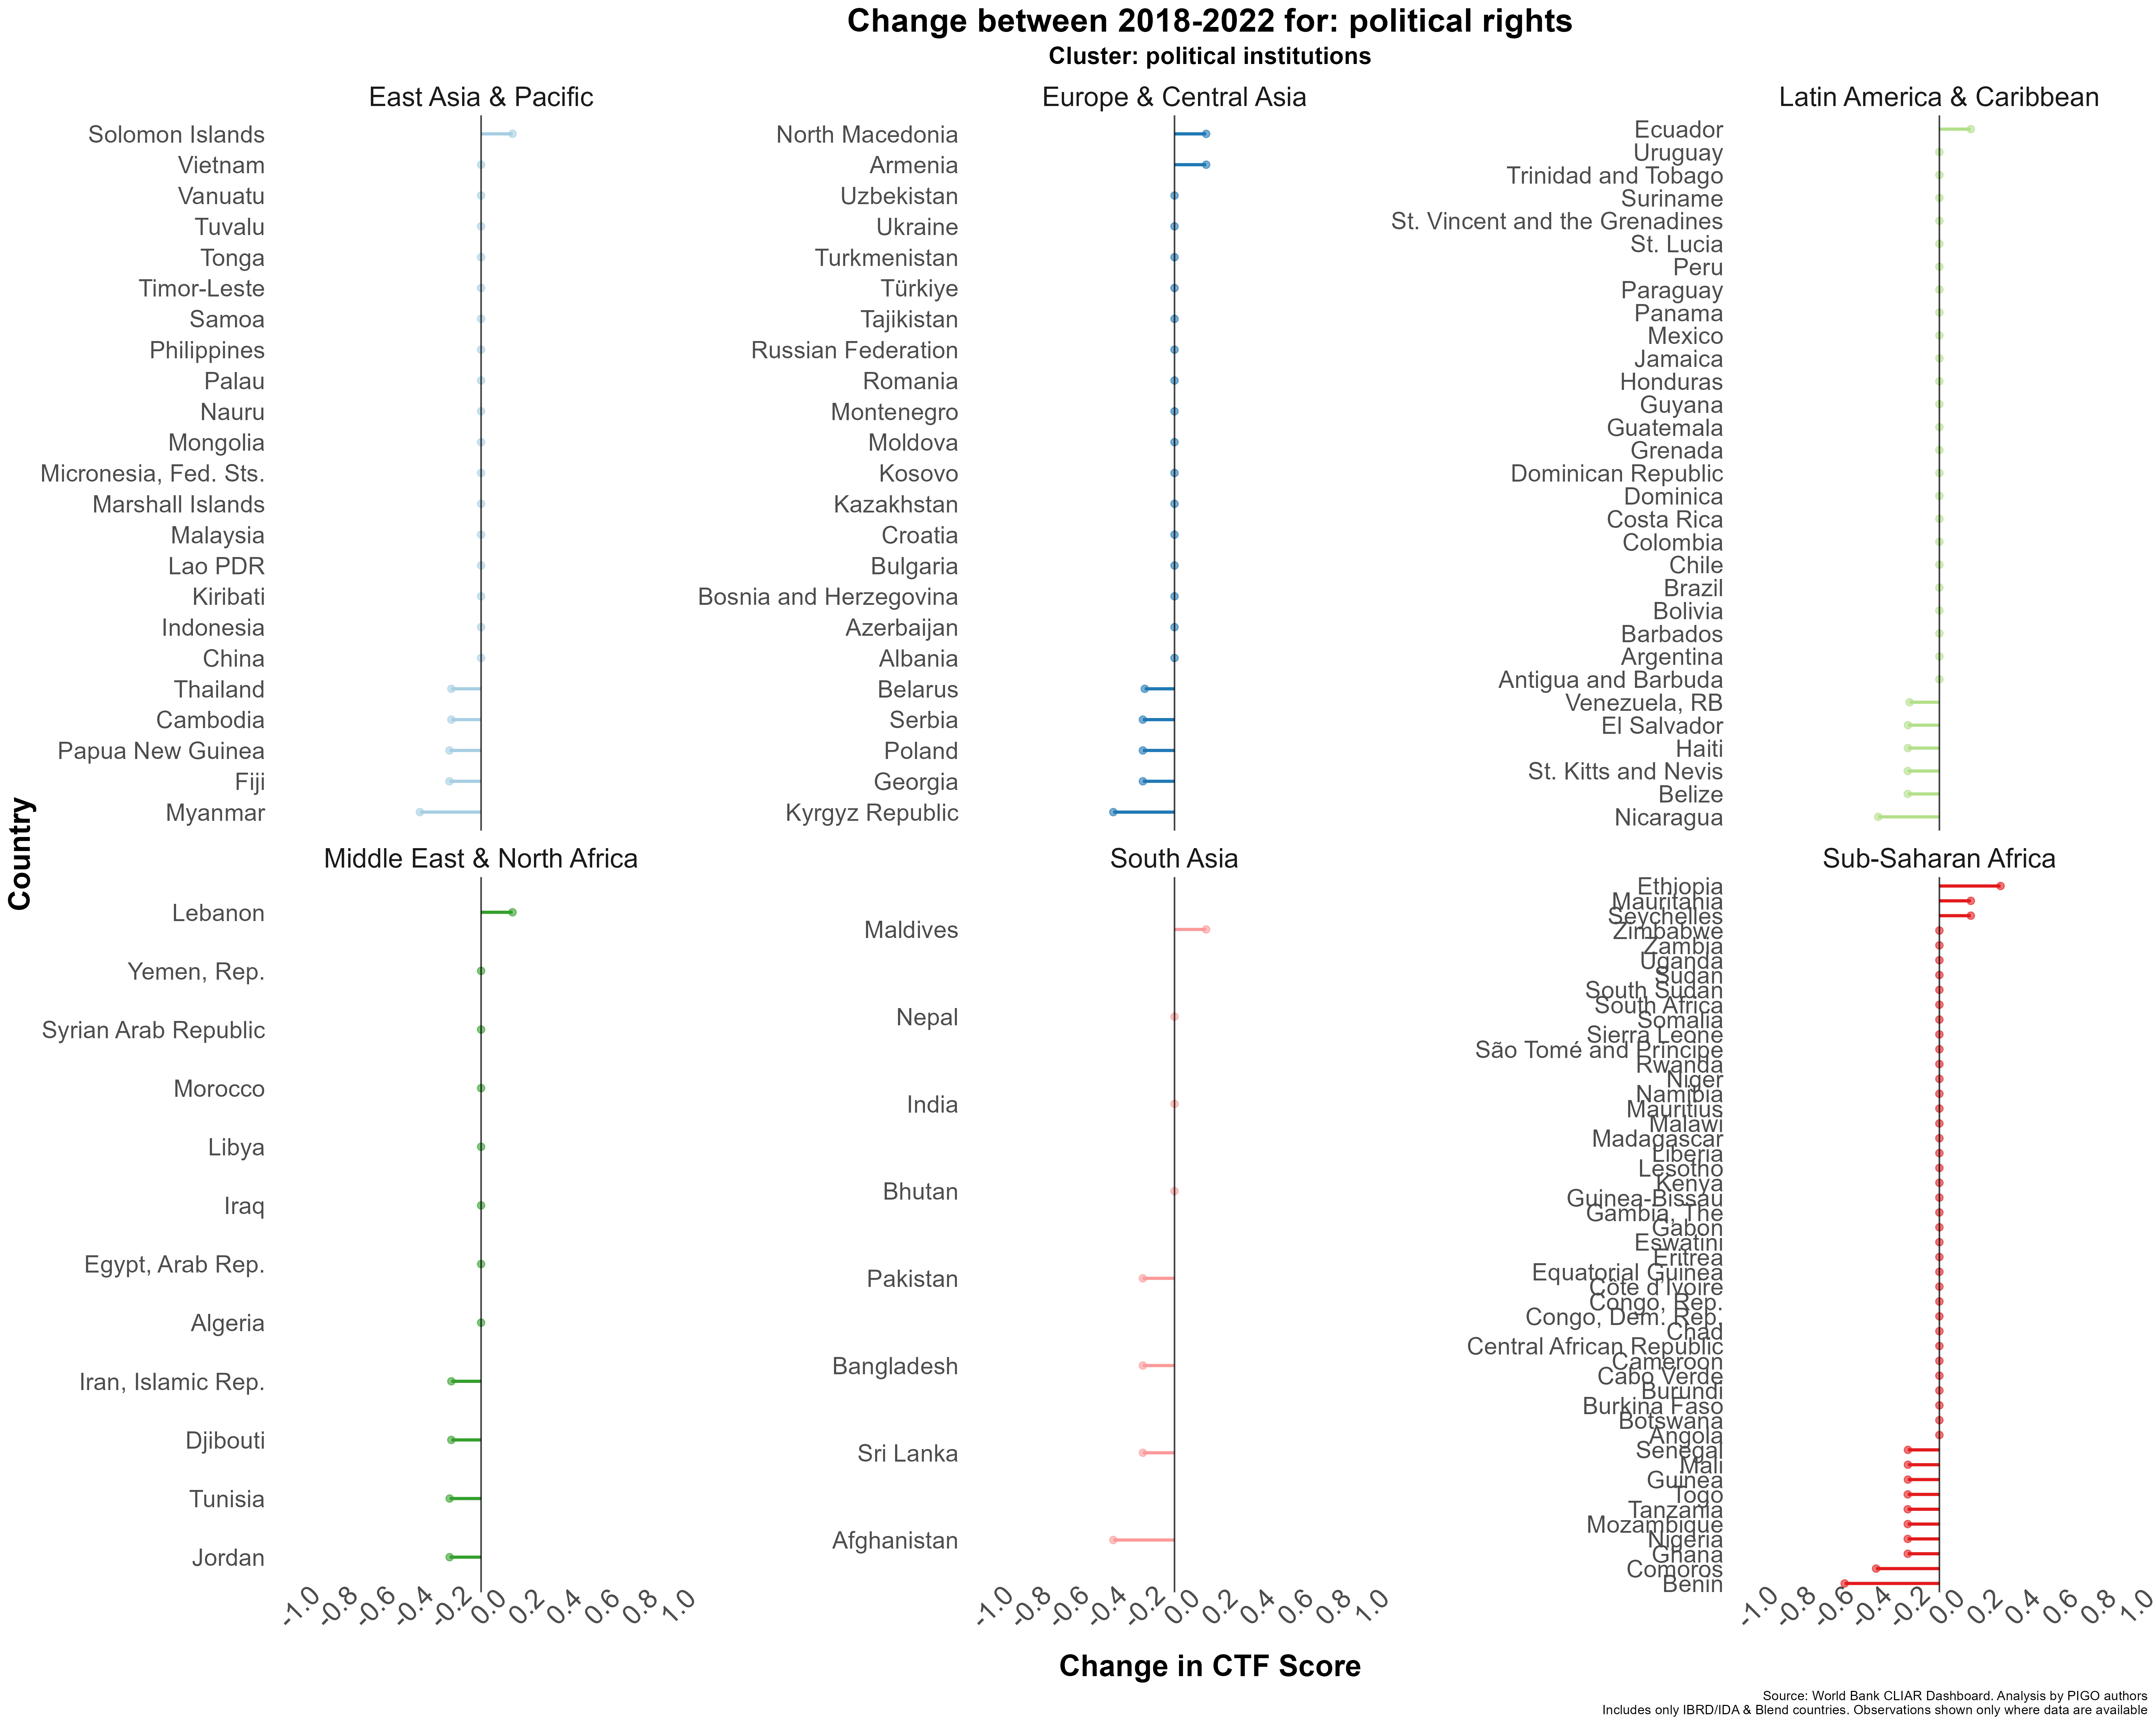 Change between 2018-2022 for: political rights
Cluster: political institutions
East Asia & Pacific
Solomon Islands
Vietnam
Vanuatu
Tuvalu
Tonga
Timor-Leste
Samoa
Philippines
Palau
Nauru
Mongolia
Micronesia, Fed. Sts.
Marshall Islands
Malaysia
Lao PDR
Kiribati
Indonesia
China
Thailand
Cambodia
Papua New Guinea
Fiji
Myanmar
Europe & Central Asia
North Macedonia
Armenia
Uzbekistan
Ukraine
Turkmenistan
Türkiye
Tajikistan
Russian Federation
Romania
Montenegro
Moldova
Kosovo
Kazakhstan
Croatia
Bulgaria
Bosnia and Herzegovina
Azerbaijan
Albania
Belarus
Serbia
Poland
Georgia
Kyrgyz Republic
Latin America & Caribbean
Ecuador
Uruguay
Trinidad and Tobago
Suriname
St. Vincent and the Grenadines
St. Lucia
Peru
Paraguay
Panama
Mexico
Jamaica
Honduras
Guyana
Guatemala
Grenada
Dominican Republic
Dominica
Costa Rica
Colombia
Chile
Brazil
Bolivia
Barbados
Argentina
Antigua and Barbuda
Venezuela, RB
El Salvador
Haiti
St. Kitts and Nevis
Belize
Nicaragua
Country
Middle East & North Africa
Lebanon
Yemen, Rep.
Syrian Arab Republic
Morocco
Libya
Iraq
Egypt, Arab Rep.
Algeria
Iran, Islamic Rep.
Djibouti
Tunisia
Jordan
-1.0 -0.8 -0.6 -0.4 -0.2 0.0 0.2 0.4 0.6 0.8 1.0
South Asia
Maldives
Nepal
India
Bhutan
Pakistan
Bangladesh
Sri Lanka
Afghanistan
-1.0 -0.8 -0.6 -0.4 -0.2 0.0 0.2 0.4 0.6 0.8 1.0
Sub-Saharan Africa
Ethiopia
Mauritania
Seychelles
Zimbabwe
Zambia
Uganda
Sudan
South Sudan
South Africa
Somalia
Sierra Leone
São Tomé and Príncipe
Rwanda
Niger
Namibia
Mauritius
Malawi
Madagascar
Liberia
Lesotho
Kenya
Guinea-Bissau
Gambia, The
Gabon
Eswatini
Eritrea
Equatorial Guinea
Côte d'Ivoire
Congo, Rep.
Congo, Dem. Rep.
Chad
Central African Republic
Cameroon
Cabo Verde
Burundi
Burkina Faso
Botswana
Angola
Senegal
Mali
Guinea
Togo
Tanzania
Mozambique
Nigeria
Ghana
Comoros
Benin
-1.0 -0.8 -0.6 -0.4 -0.2 0.0 0.2 0.4 0.6 0.8 1.0
Change in CTF Score
Source: World Bank CLIAR Dashboard. Analysis by PIGO authors
Includes only IBRD/IDA & Blend countries. Observations shown only where data are available